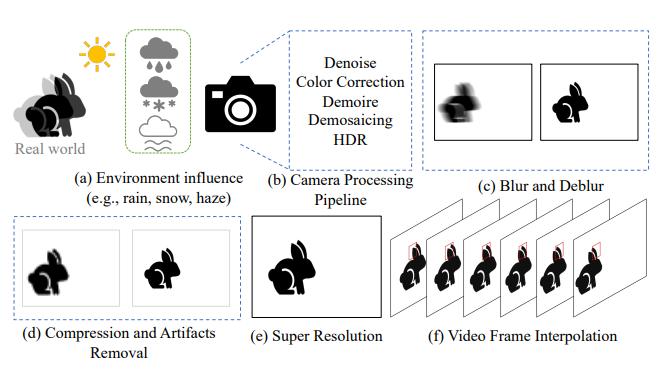 Real world
(a) Environment influence
(e.g., rain, snow, haze)
Denoise
Color Correction
Demoire
Demosaicing
HDR
(b) Camera Processing
Pipeline
(c) Blur and Deblur
(d) Compression and Artifacts
Removal
(e) Super Resolution
(f) Video Frame Interpolation